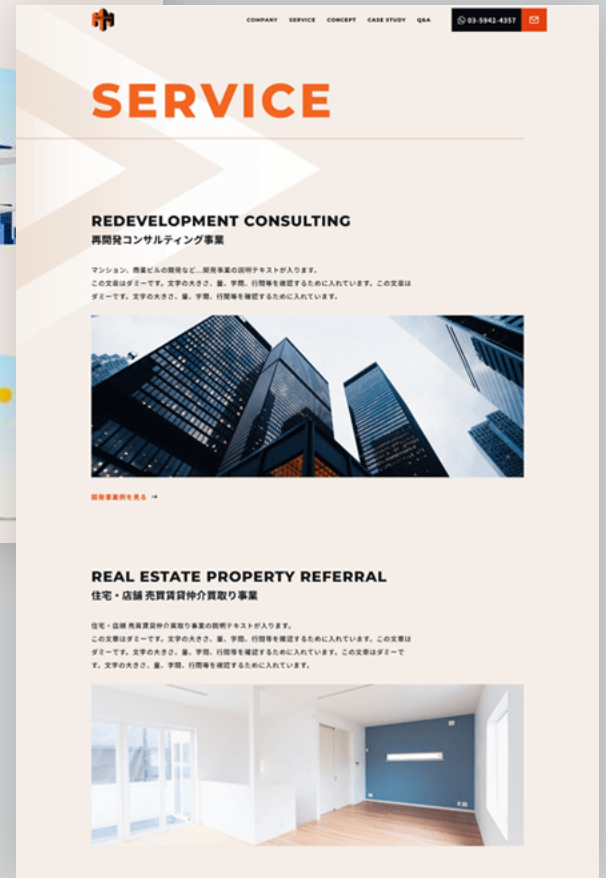 COMPANY SERVICE CONCEPT CASE STUDY Q&A 03-5942-4357
SERVICE
REDEVELOPMENT CONSULTING
再開発コンサルティング事業
マンション、商業ビルの開発など…開発事業の説明テキストが入ります。
この文章はダミーです。文字の大きさ、量、字間、行間等を確認するために入れています。この文章は
ダミーです。文字の大きさ、量、字間、行間等を確認するために入れています。
開発事業例を見る →
REAL ESTATE PROPERTY REFERRAL
住宅・店舗 売買賃貸仲介買取り事業
住宅・店舗 売買賃貸仲介買取り事業の説明テキストが入ります。
この文章はダミーです。文字の大きさ、量、字間、行間等を確認するために入れています。この文章は
ダミーです。文字の大きさ、量、字間、行間等を確認するために入れています。この文章はダミーで
す。文字の大きさ、量、字間、行間等を確認するために入れています。